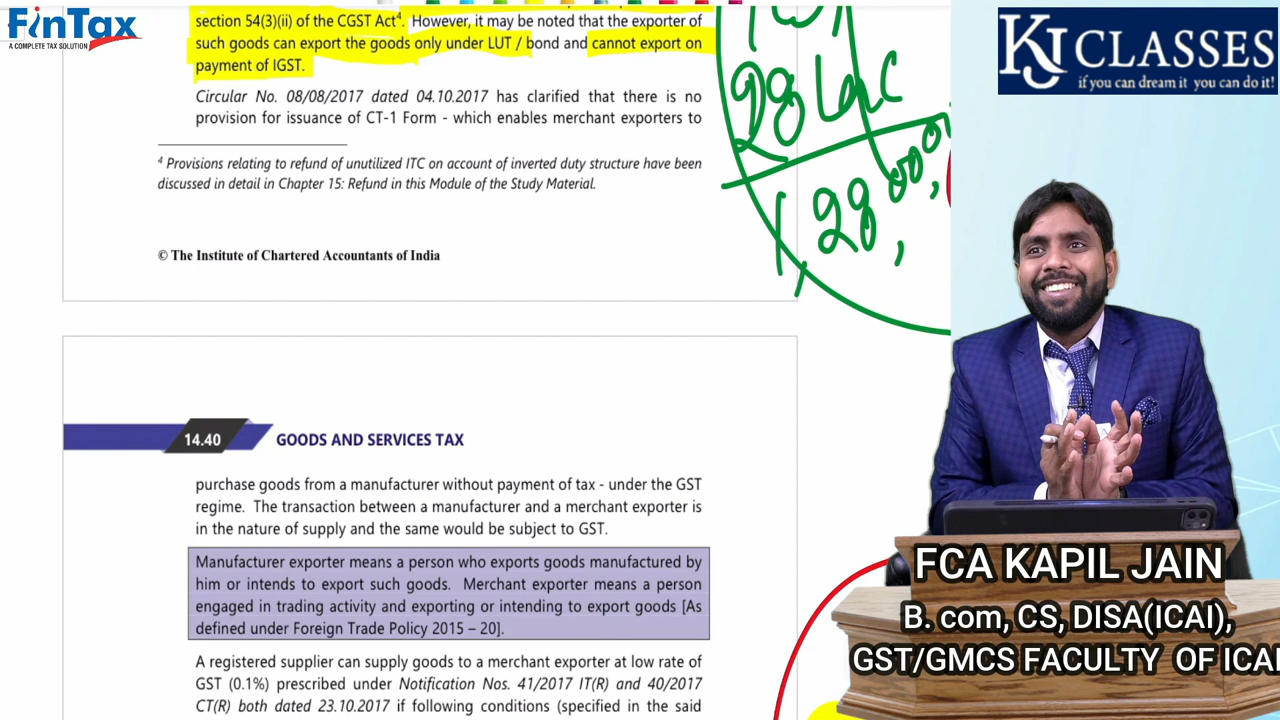 FinTax
A COMPLETE TAX SOLUTION
section 54(3)(ii) of the CGST Act⁴. However, it may be noted that the exporter of
such goods can export the goods only under LUT / bond and cannot export on
payment of IGST.
Circular No. 08/08/2017 dated 04.10.2017 has clarified that there is no
provision for issuance of CT-1 Form - which enables merchant exporters to
⁴ Provisions relating to refund of unutilized ITC on account of inverted duty structure have been
discussed in detail in Chapter 15: Refund in this Module of the Study Material.
© The Institute of Chartered Accountants of India
28 lac
14.40 GOODS AND SERVICES TAX
purchase goods from a manufacturer without payment of tax - under the GST
regime. The transaction between a manufacturer and a merchant exporter is
in the nature of supply and the same would be subject to GST.
Manufacturer exporter means a person who exports goods manufactured by
him or intends to export such goods. Merchant exporter means a person
engaged in trading activity and exporting or intending to export goods [As
defined under Foreign Trade Policy 2015 – 20].
A registered supplier can supply goods to a merchant exporter at low rate of
GST (0.1%) prescribed under Notification Nos. 41/2017 IT(R) and 40/2017
CT(R) both dated 23.10.2017 if following conditions (specified in the said
KJ CLASSES
if you can dream it you can do it!
FCA KAPIL JAIN
B. com, CS, DISA(ICAI),
GST/GMCS FACULTY OF ICAI